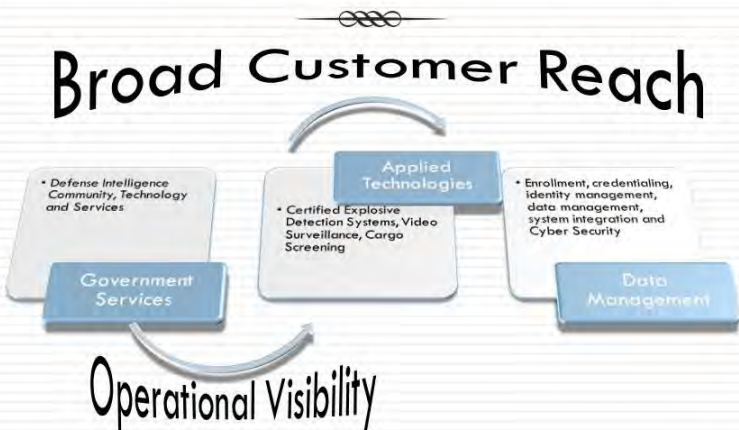 Broad Customer Reach
• Defense Intelligence
Community, Technology
and Services
Government
Services
Applied
Technologies
• Certified Explosive
Detection Systems, Video
Surveillance, Cargo
Screening
• Enrollment, credentialing,
identity management,
data management,
system integration and
Cyber Security
Data
Management
Operational Visibility